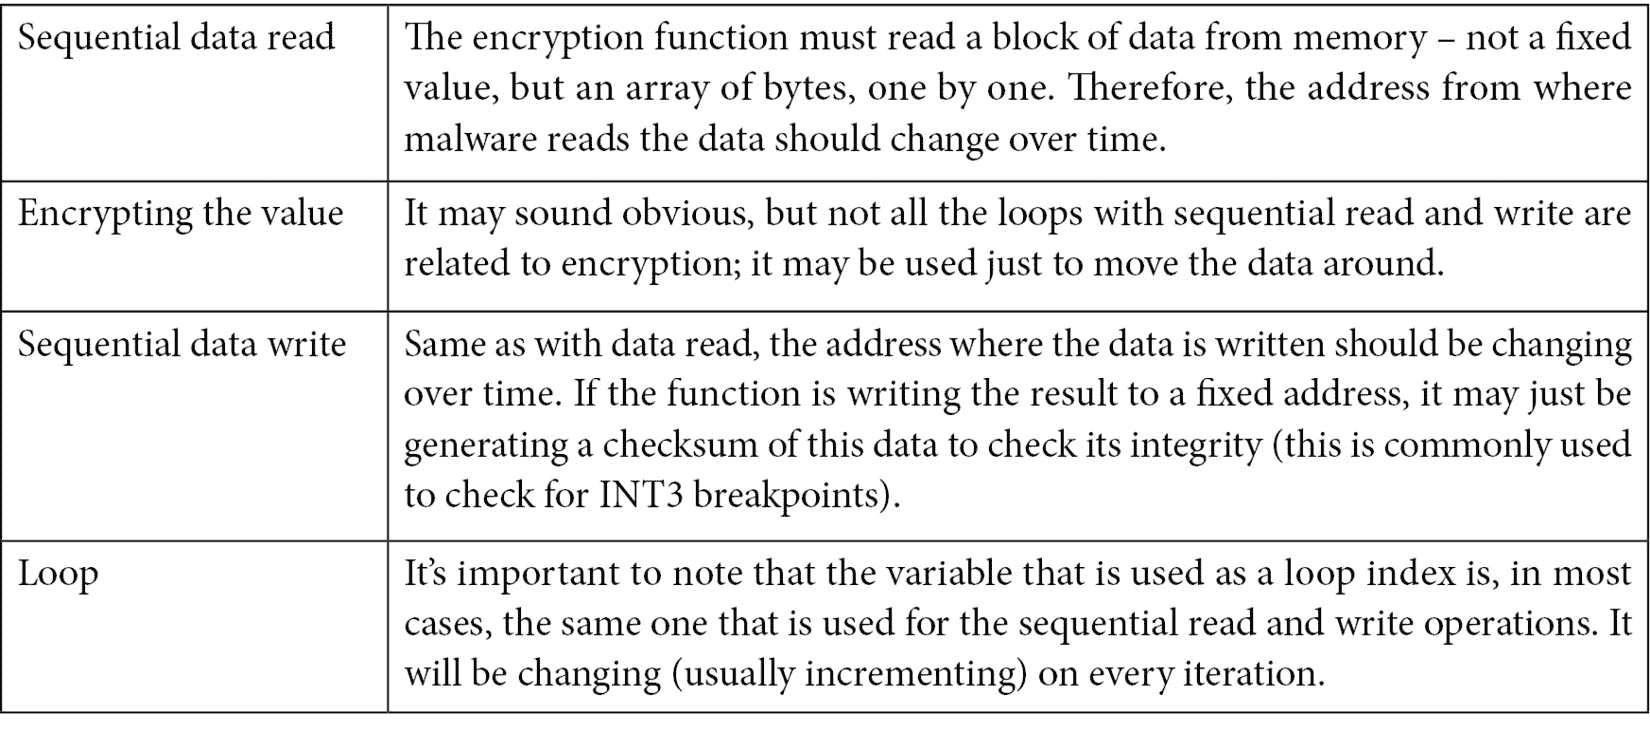 Sequential data read
The encryption function must read a block of data from memory – not a fixed
value, but an array of bytes, one by one. Therefore, the address from where
malware reads the data should change over time.
Encrypting the value
It may sound obvious, but not all the loops with sequential read and write are
related to encryption; it may be used just to move the data around.
Sequential data write
Same as with data read, the address where the data is written should be changing
over time. If the function is writing the result to a fixed address, it may just be
generating a checksum of this data to check its integrity (this is commonly used
to check for INT3 breakpoints).
Loop
It’s important to note that the variable that is used as a loop index is, in most
cases, the same one that is used for the sequential read and write operations. It
will be changing (usually incrementing) on every iteration.